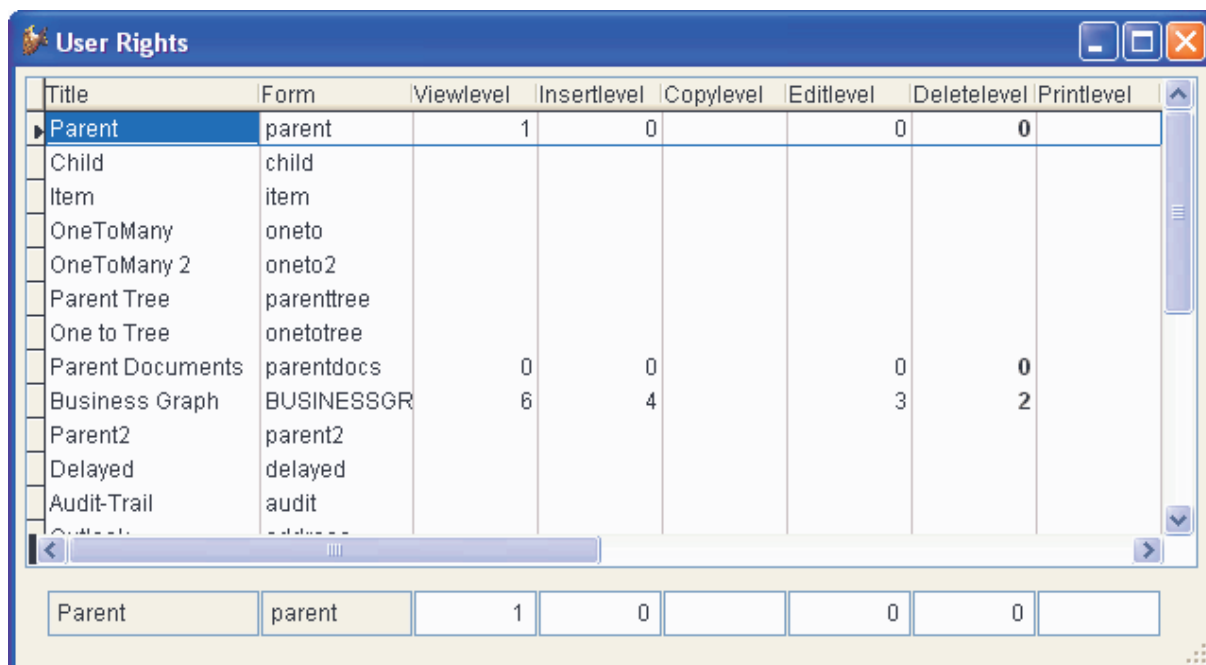 User Rights
Title Form Viewlevel Insertlevel Copylevel Editlevel Deletelevel Printlevel
Parent parent 1 0 0 0
Child child
Item item
OneToMany oneto
OneToMany 2 oneto2
Parent Tree parenttree
One to Tree onetotree
Parent Documents parentdocs 0 0 0 0
Business Graph BUSINESSGR 6 4 3 2
Parent2 parent2
Delayed delayed
Audit-Trail audit
Parent parent 1 0 0 0